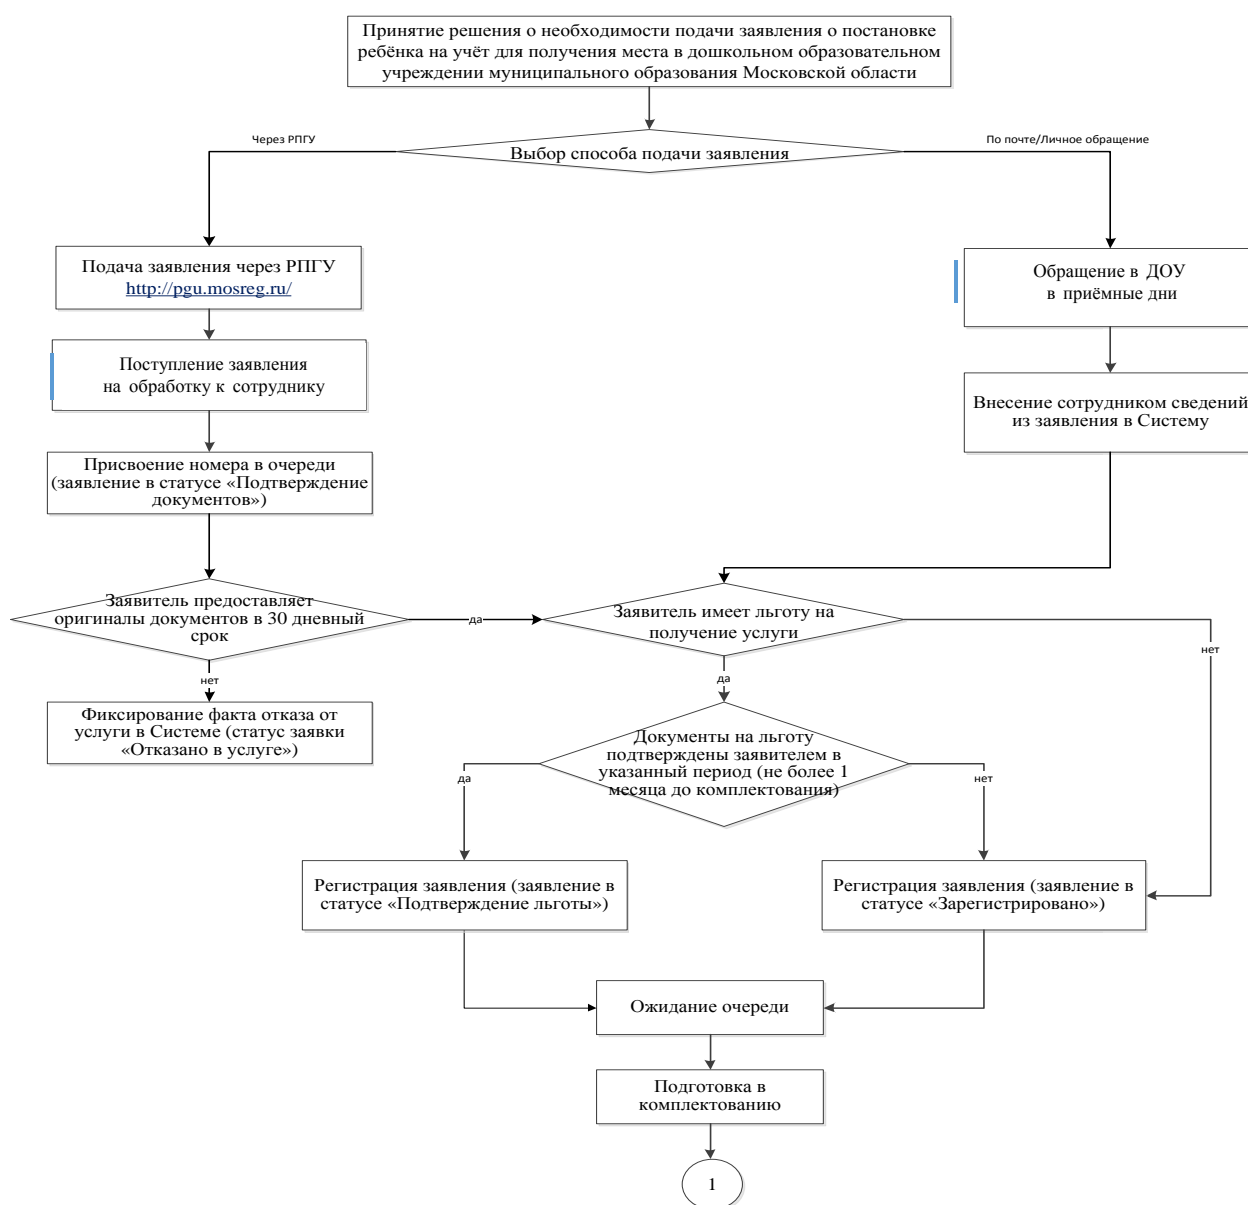 Принятие решения о необходимости подачи заявления о постановке
ребёнка на учёт для получения места в дошкольном образовательном
учреждении муниципального образования Московской области
Через РПГУ
По почте/Личное обращение
Выбор способа подачи заявления
Подача заявления через РПГУ
http://pgu.mosreg.ru/
Обращение в ДОУ
в приёмные дни
Поступление заявления
на обработку к сотруднику
Внесение сотрудником сведений
из заявления в Систему
Присвоение номера в очереди
(заявление в статусе «Подтверждение
документов»)
Заявитель предоставляет
оригиналы документов в 30 дневный
срок
да
Заявитель имеет льготу на
получение услуги
нет
нет
да
Фиксирование факта отказа от
услуги в Системе (статус заявки
«Отказано в услуге»)
Документы на льготу
подтверждены заявителем в
указанный период (не более 1
месяца до комплектования)
да
нет
Регистрация заявления (заявление в
статусе «Подтверждение льготы»)
Регистрация заявления (заявление в
статусе «Зарегистрировано»)
Ожидание очереди
Подготовка в
комплектованию
1